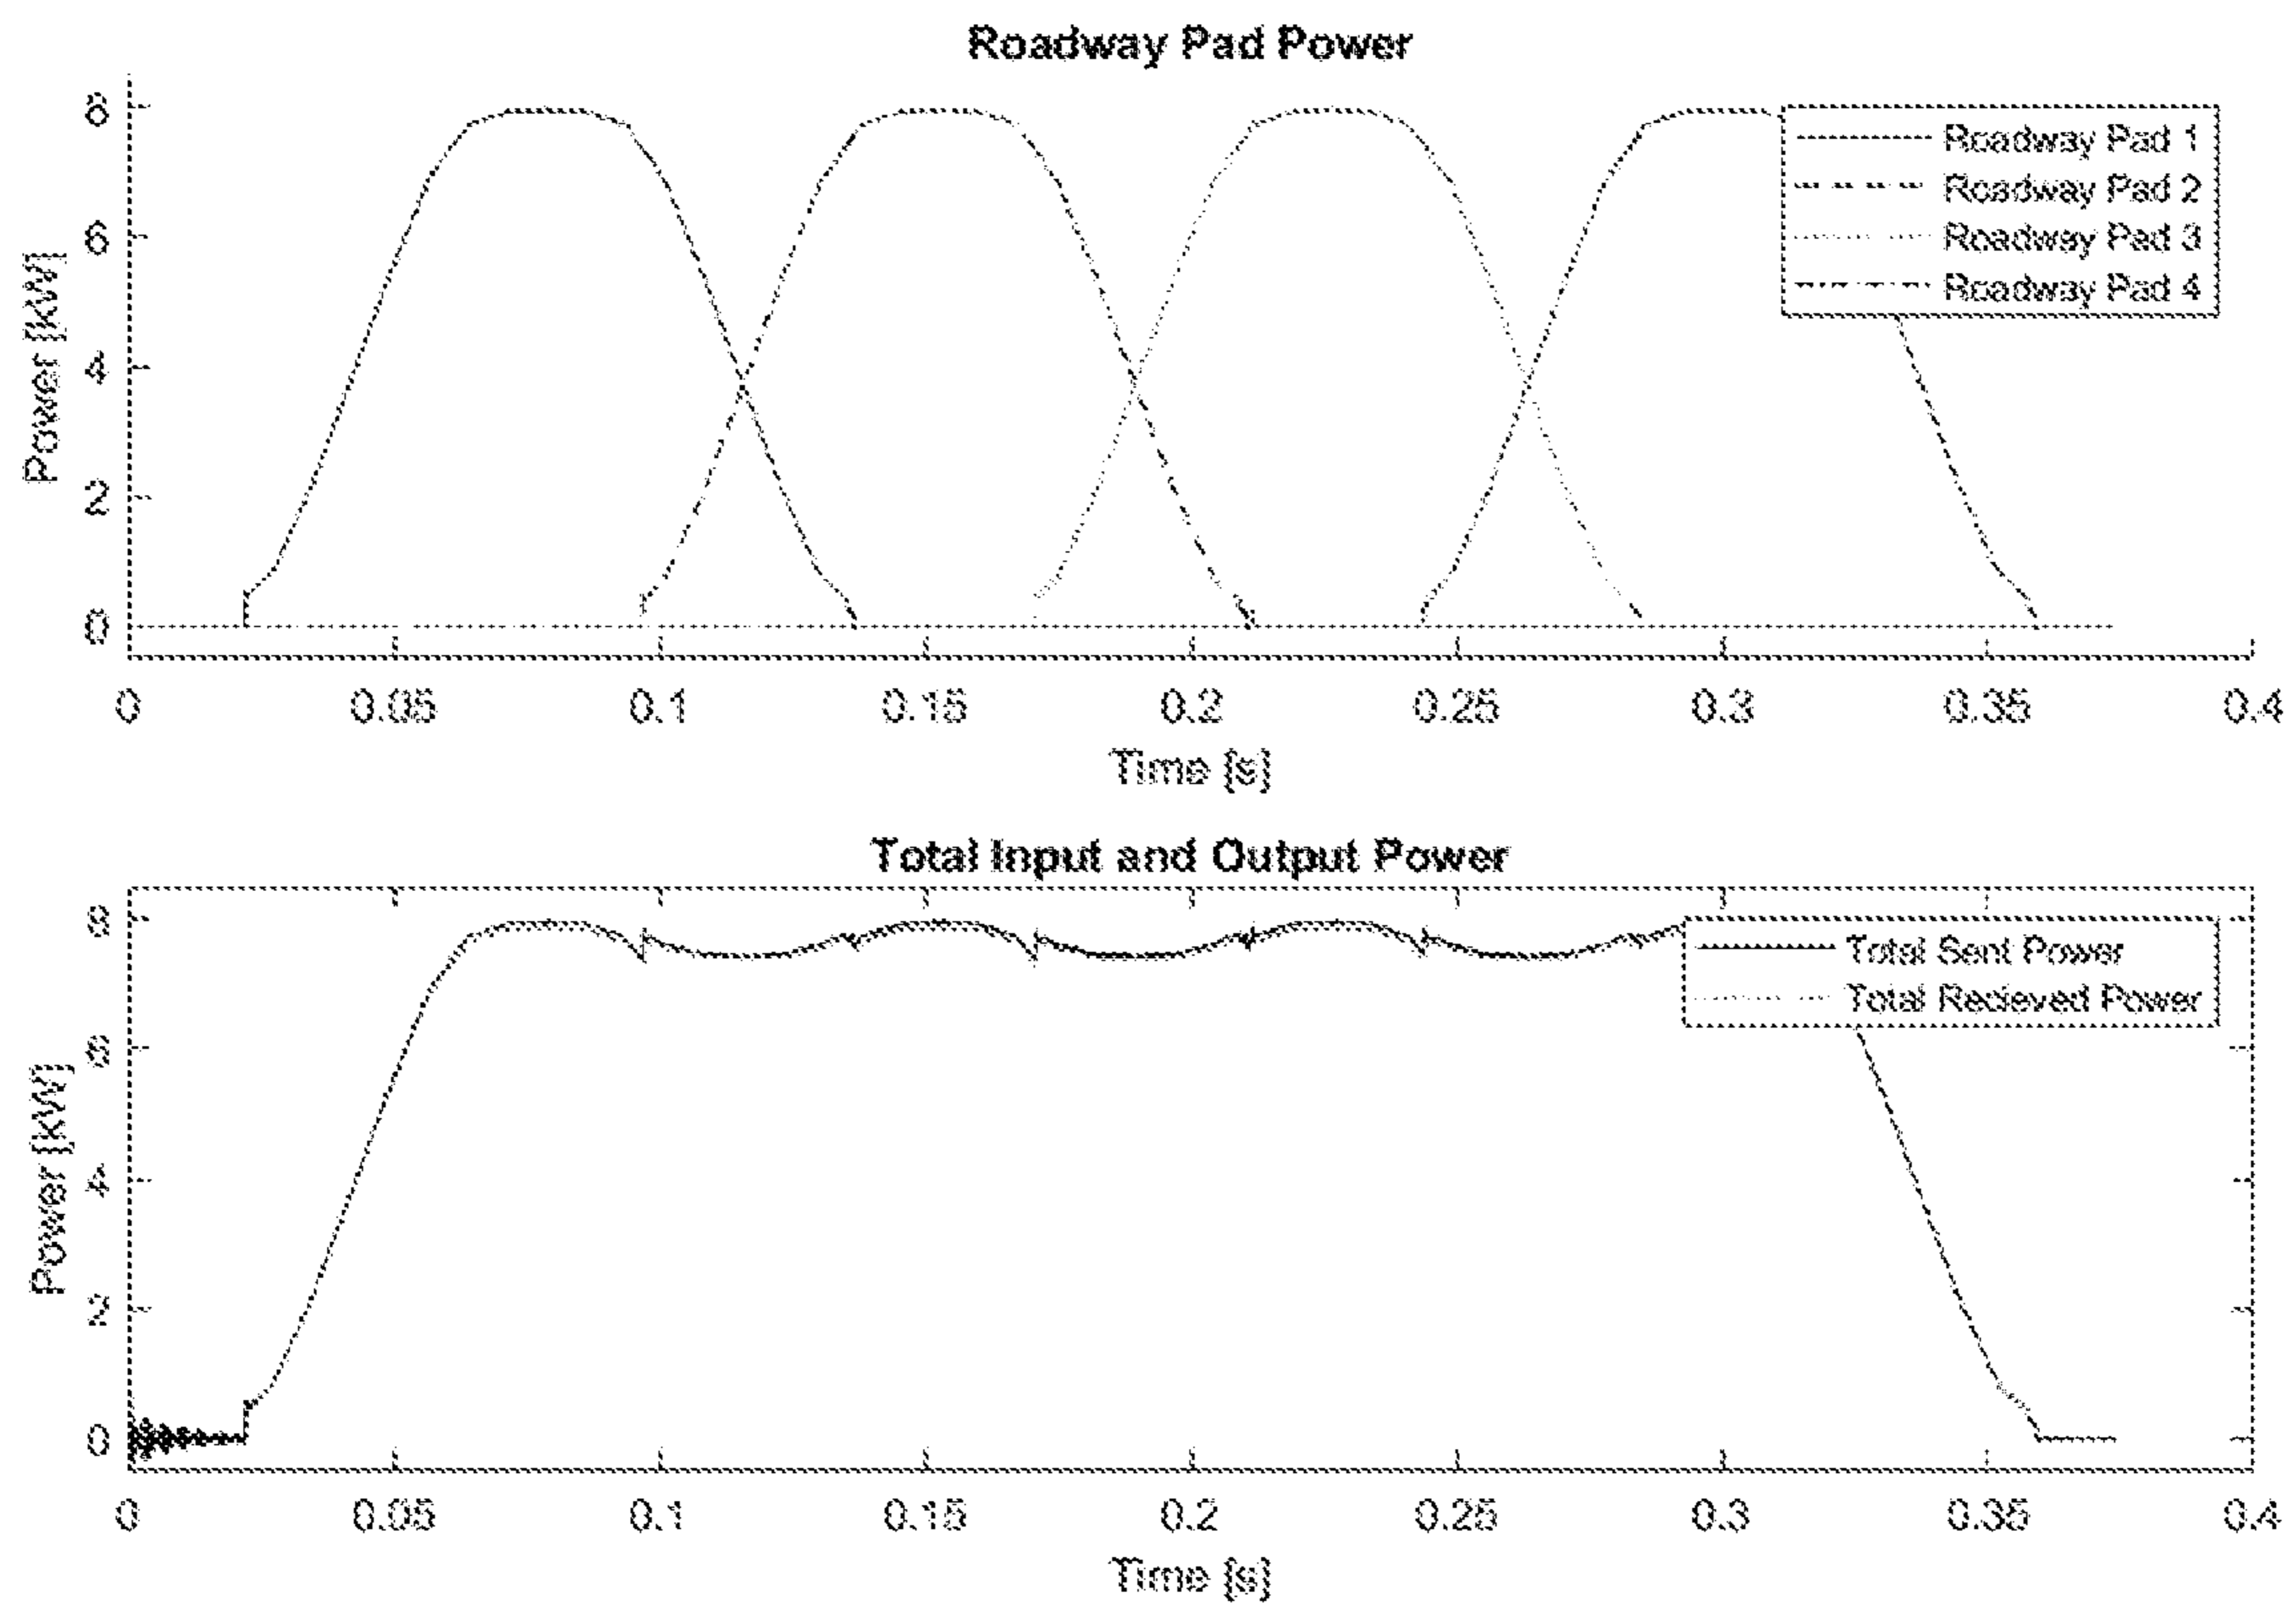 Roadway Pad Power
8
6
4
2
0
Power [kW]
Roadway Pad 1
Roadway Pad 2
Roadway Pad 3
Roadway Pad 4
0 0.05 0.1 0.15 0.2 0.25 0.3 0.35 0.4
Time [s]
Total Input and Output Power
8
6
4
2
0
Power [kW]
Total Sent Power
Total Recieved Power
0 0.05 0.1 0.15 0.2 0.25 0.3 0.35 0.4
Time [s]